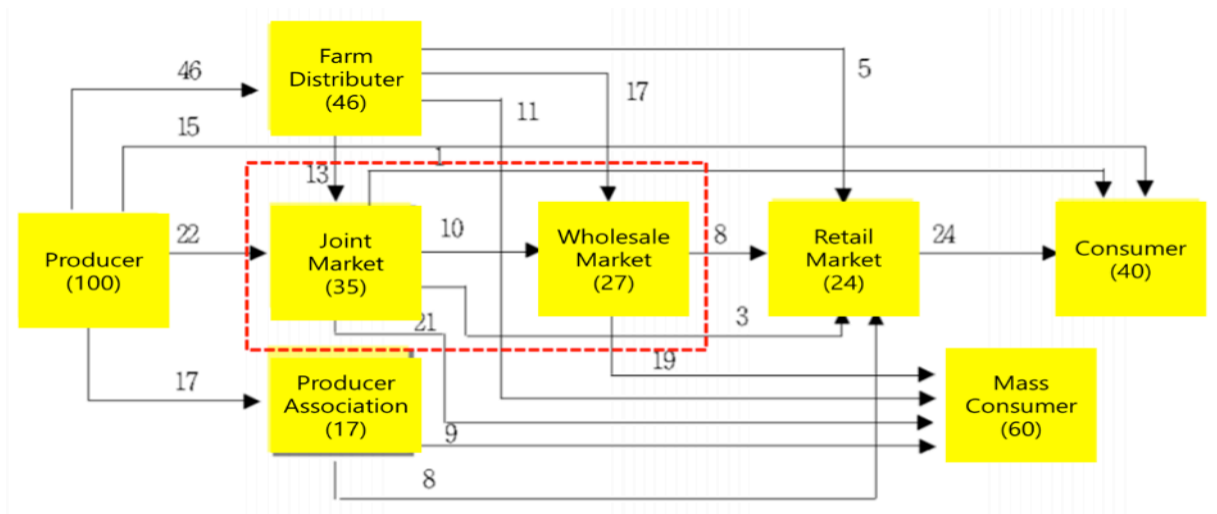 Farm
Distributer
(46)
46
5
17
11
15
1
13
Producer
(100)
22
Joint
Market
(35)
10
Wholesale
Market
(27)
8
Retail
Market
(24)
24
Consumer
(40)
21
3
19
17
Producer
Association
(17)
9
8
Mass
Consumer
(60)